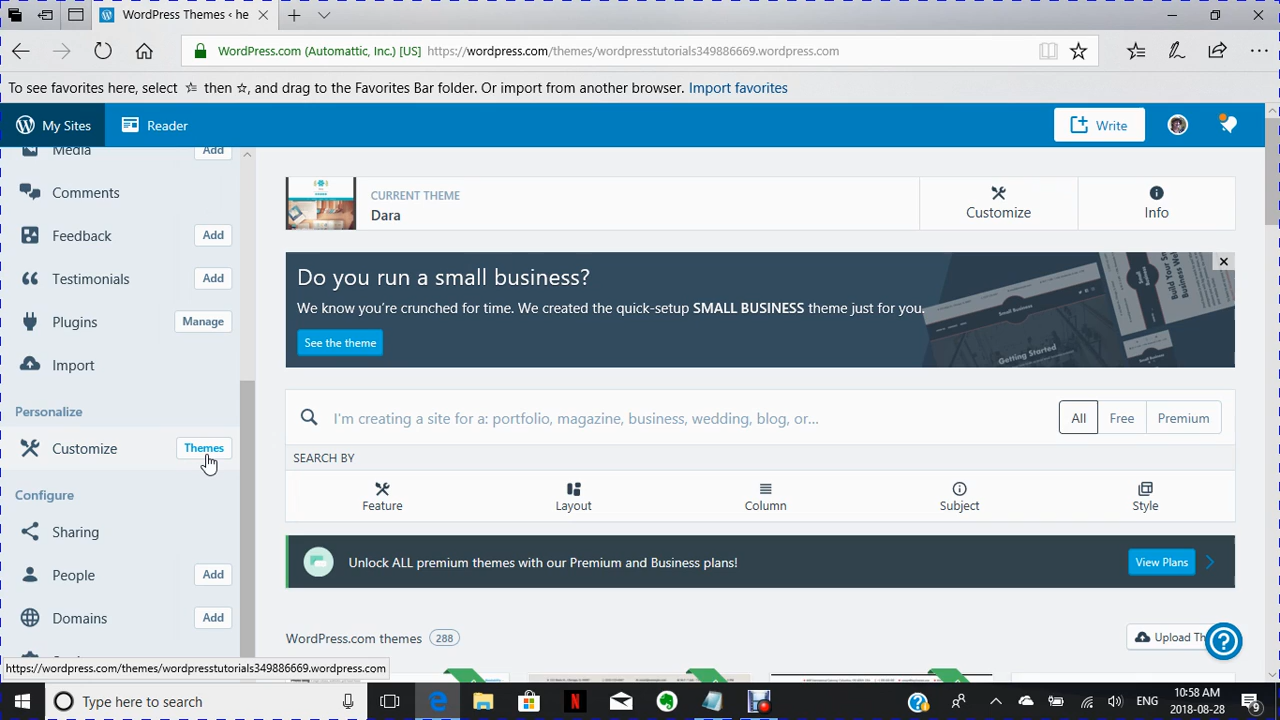 WordPress Themes ‹ he
WordPress.com (Automattic, Inc.) [US] https://wordpress.com/themes/wordpresstutorials349886669.wordpress.com
To see favorites here, select ☆ then ☆, and drag to the Favorites Bar folder. Or import from another browser. Import favorites
My Sites Reader Write
Media Add
Comments
Feedback Add
Testimonials Add
Plugins Manage
Import
Personalize
Customize Themes
Configure
Sharing
People Add
Domains Add
https://wordpress.com/themes/wordpresstutorials349886669.wordpress.com
CURRENT THEME
Dara
Customize
Info
Do you run a small business?
We know you're crunched for time. We created the quick-setup SMALL BUSINESS theme just for you.
See the theme
Small Business
Getting Started
I'm creating a site for a: portfolio, magazine, business, wedding, blog, or...
All Free Premium
SEARCH BY
Feature Layout Column Subject Style
Unlock ALL premium themes with our Premium and Business plans!
View Plans
WordPress.com themes 288
Upload Th
Type here to search
ENG
10:58 AM
2018-08-28